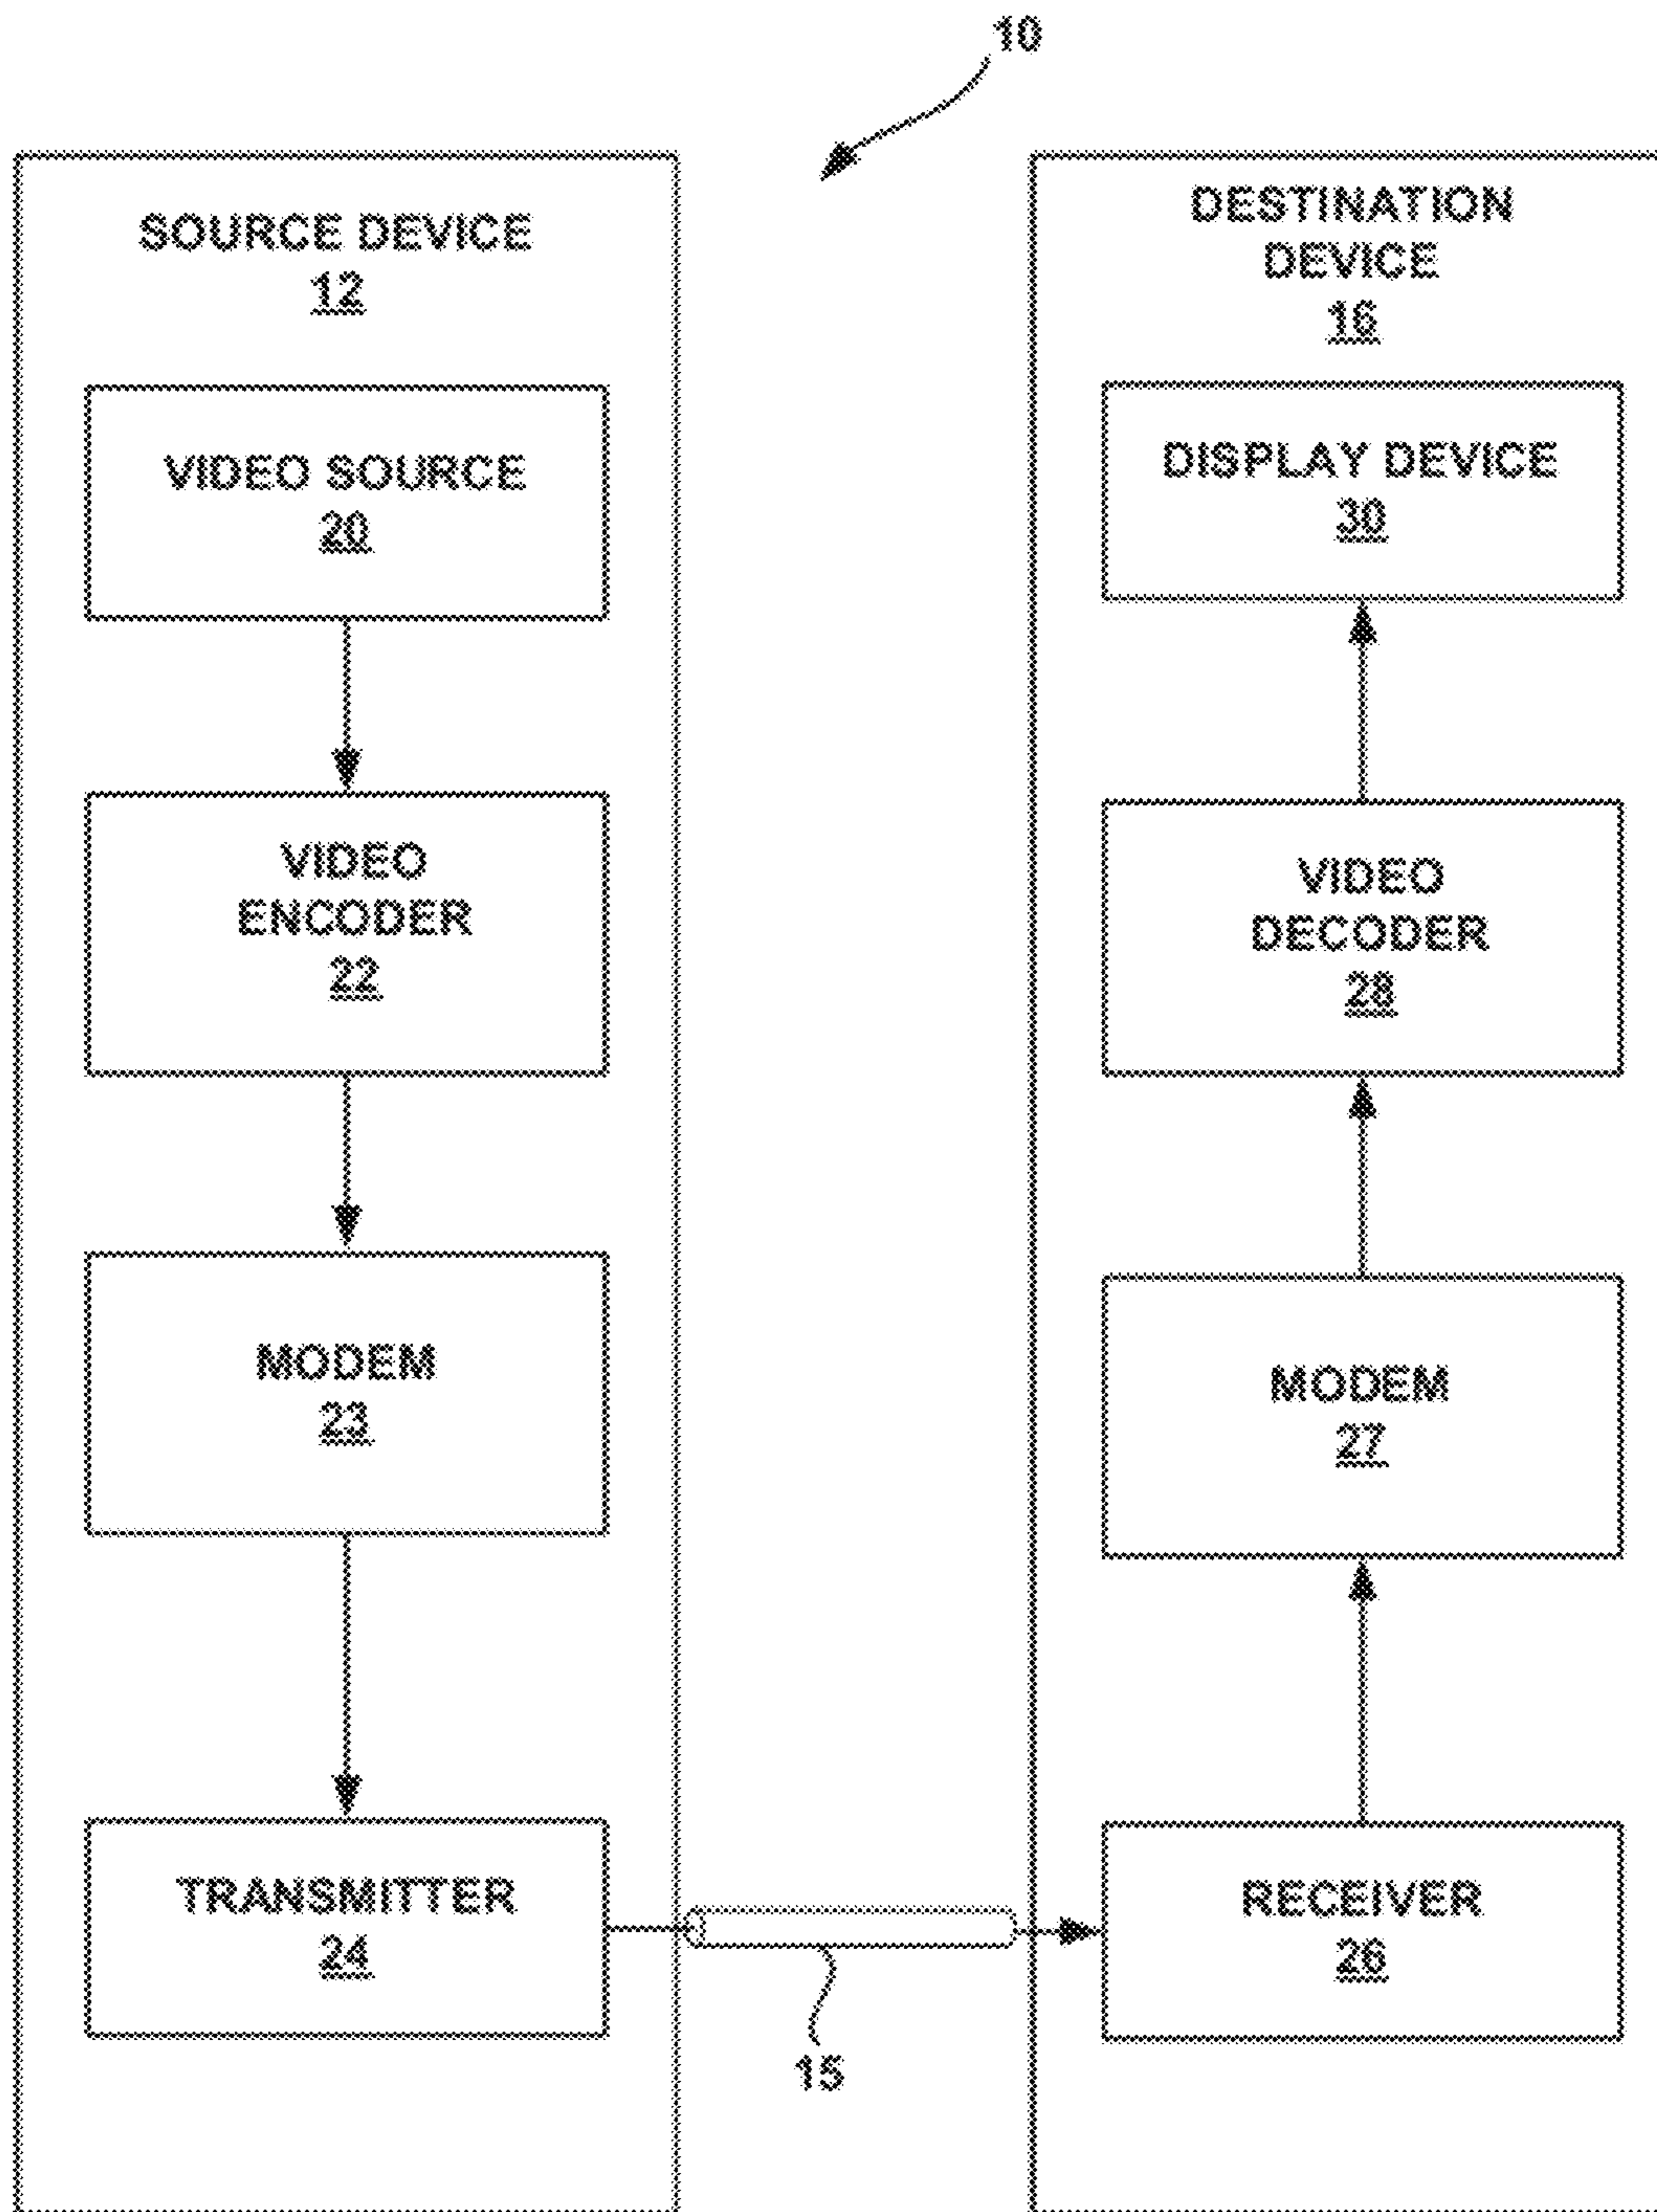 10
SOURCE DEVICE
12
VIDEO SOURCE
20
VIDEO
ENCODER
22
MODEM
23
TRANSMITTER
24
15
DESTINATION
DEVICE
16
DISPLAY DEVICE
30
VIDEO
DECODER
28
MODEM
27
RECEIVER
26